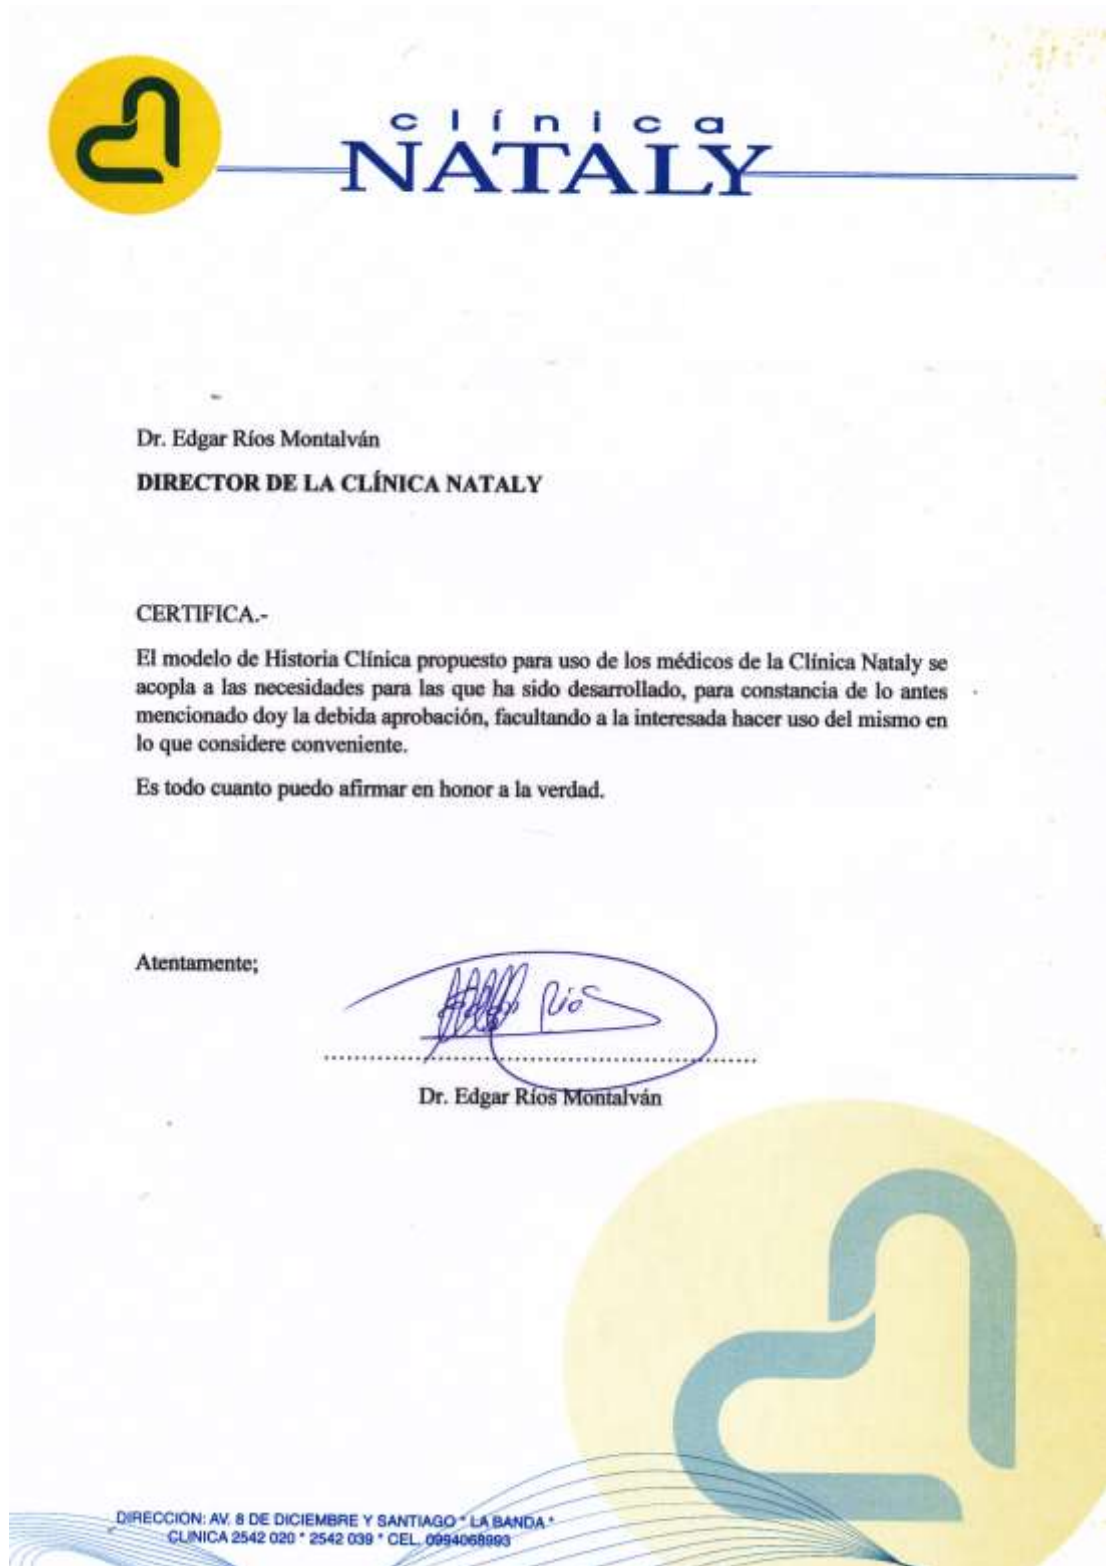 clínica
NATALY
Dr. Edgar Ríos Montalván
DIRECTOR DE LA CLÍNICA NATALY
CERTIFICA.-
El modelo de Historia Clínica propuesto para uso de los médicos de la Clínica Nataly se
acopla a las necesidades para las que ha sido desarrollado, para constancia de lo antes
mencionado doy la debida aprobación, facultando a la interesada hacer uso del mismo en
lo que considere conveniente.
Es todo cuanto puedo afirmar en honor a la verdad.
Atentamente;
Ríos
Dr. Edgar Ríos Montalván
DIRECCION: AV. 8 DE DICIEMBRE Y SANTIAGO * LA BANDA *
CLINICA 2542 020 * 2542 039 * CEL. 0994068993